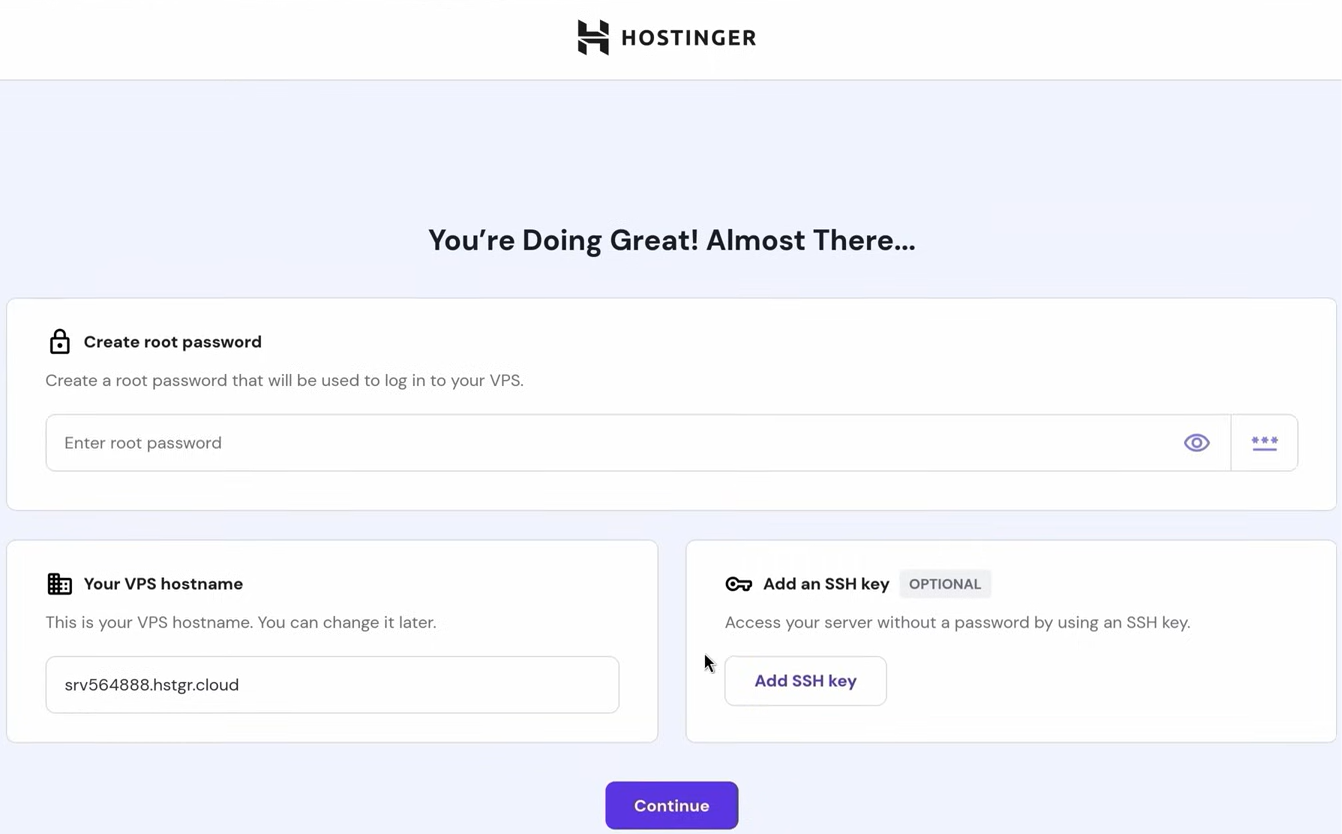 HOSTINGER
You’re Doing Great! Almost There...
Create root password
Create a root password that will be used to log in to your VPS.
Enter root password
Your VPS hostname
This is your VPS hostname. You can change it later.
srv564888.hstgr.cloud
Add an SSH key OPTIONAL
Access your server without a password by using an SSH key.
Add SSH key
Continue